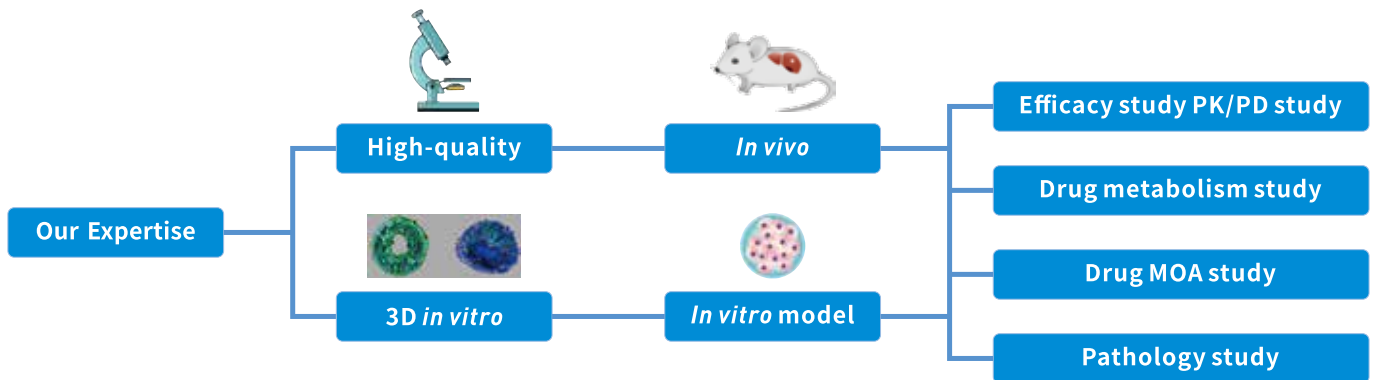 Our Expertise
High-quality
3D in vitro
In vivo
In vitro model
Efficacy study PK/PD study
Drug metabolism study
Drug MOA study
Pathology study